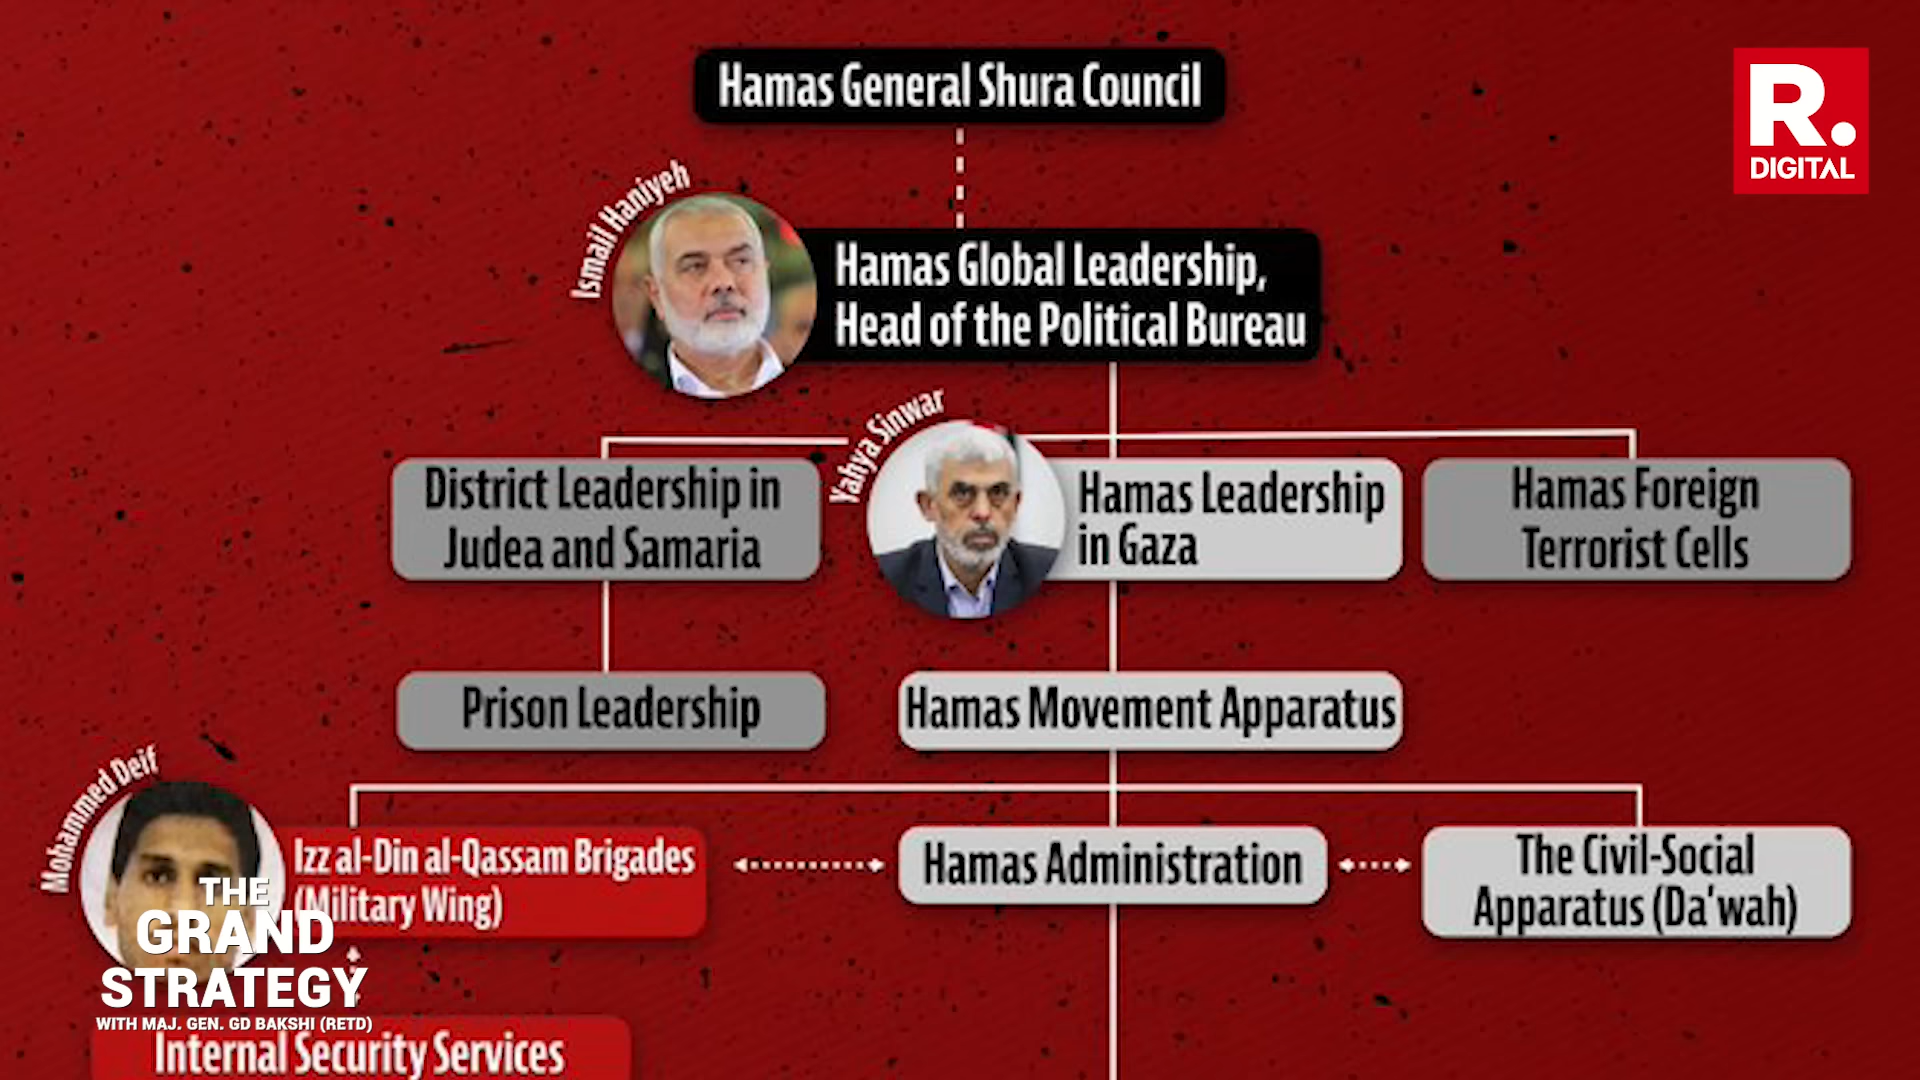 Hamas General Shura Council
R.
DIGITAL
Ismail Haniyeh
Hamas Global Leadership,
Head of the Political Bureau
Yahya Sinwar
District Leadership in
Judea and Samaria
Hamas Leadership
in Gaza
Hamas Foreign
Terrorist Cells
Prison Leadership
Hamas Movement Apparatus
Mohammed Deif
Izz al-Din al-Qassam Brigades
(Military Wing)
Hamas Administration
The Civil-Social
Apparatus (Da'wah)
THE
GRAND
STRATEGY
WITH MAJ. GEN. GD BAKSHI (RETD)
Internal Security Services